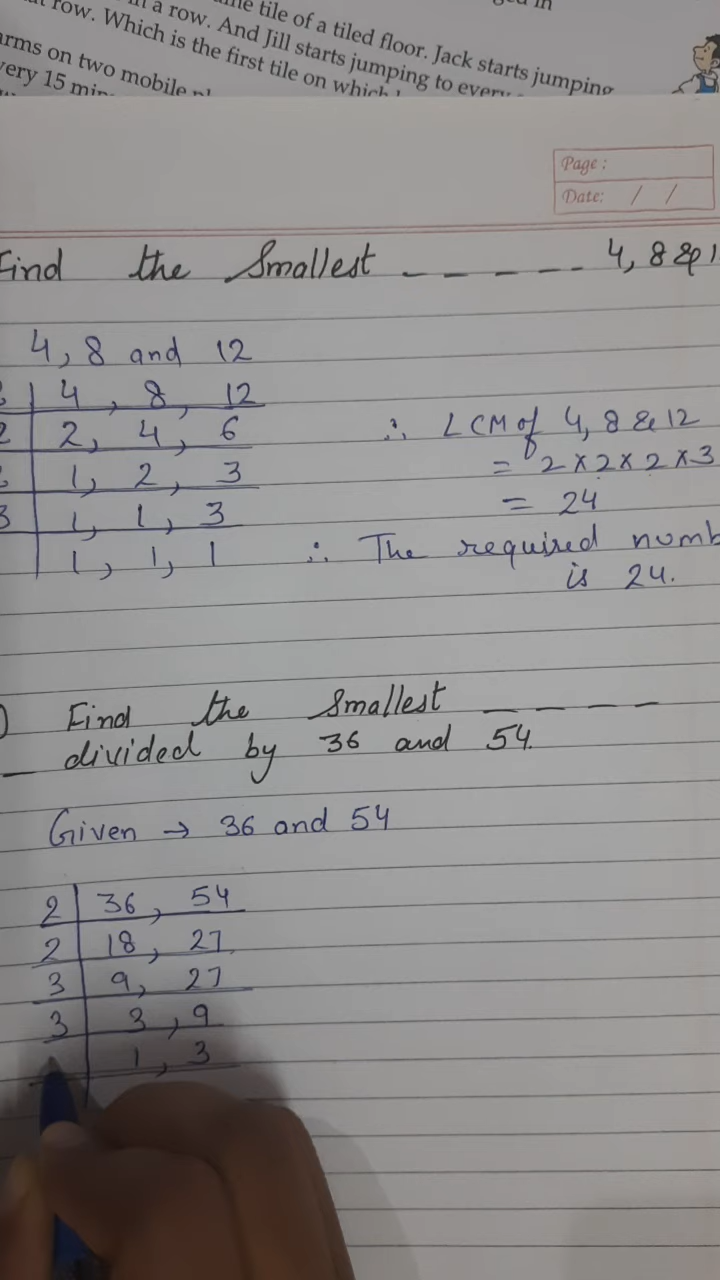 me tile of a tiled floor. Jack starts jumping
in a row. And Jill starts jumping to every
row. Which is the first tile on which
arms on two mobile
very 15
Page :
Date: / /
Find the Smallest _ _ _ _ _ 4, 8 &
4, 8 and 12
4, 8, 12
2 2, 4, 6
1, 2, 3
3 1, 1, 3
1, 1, 1
∴ LCM of 4, 8 & 12
= 2 × 2 × 2 × 3
= 24
∴ The required numb
is 24.
) Find the smallest _ _ _ _
_ divided by 36 and 54.
Given → 36 and 54
2 36, 54
2 18, 27
3 9, 27
3 3, 9
1, 3